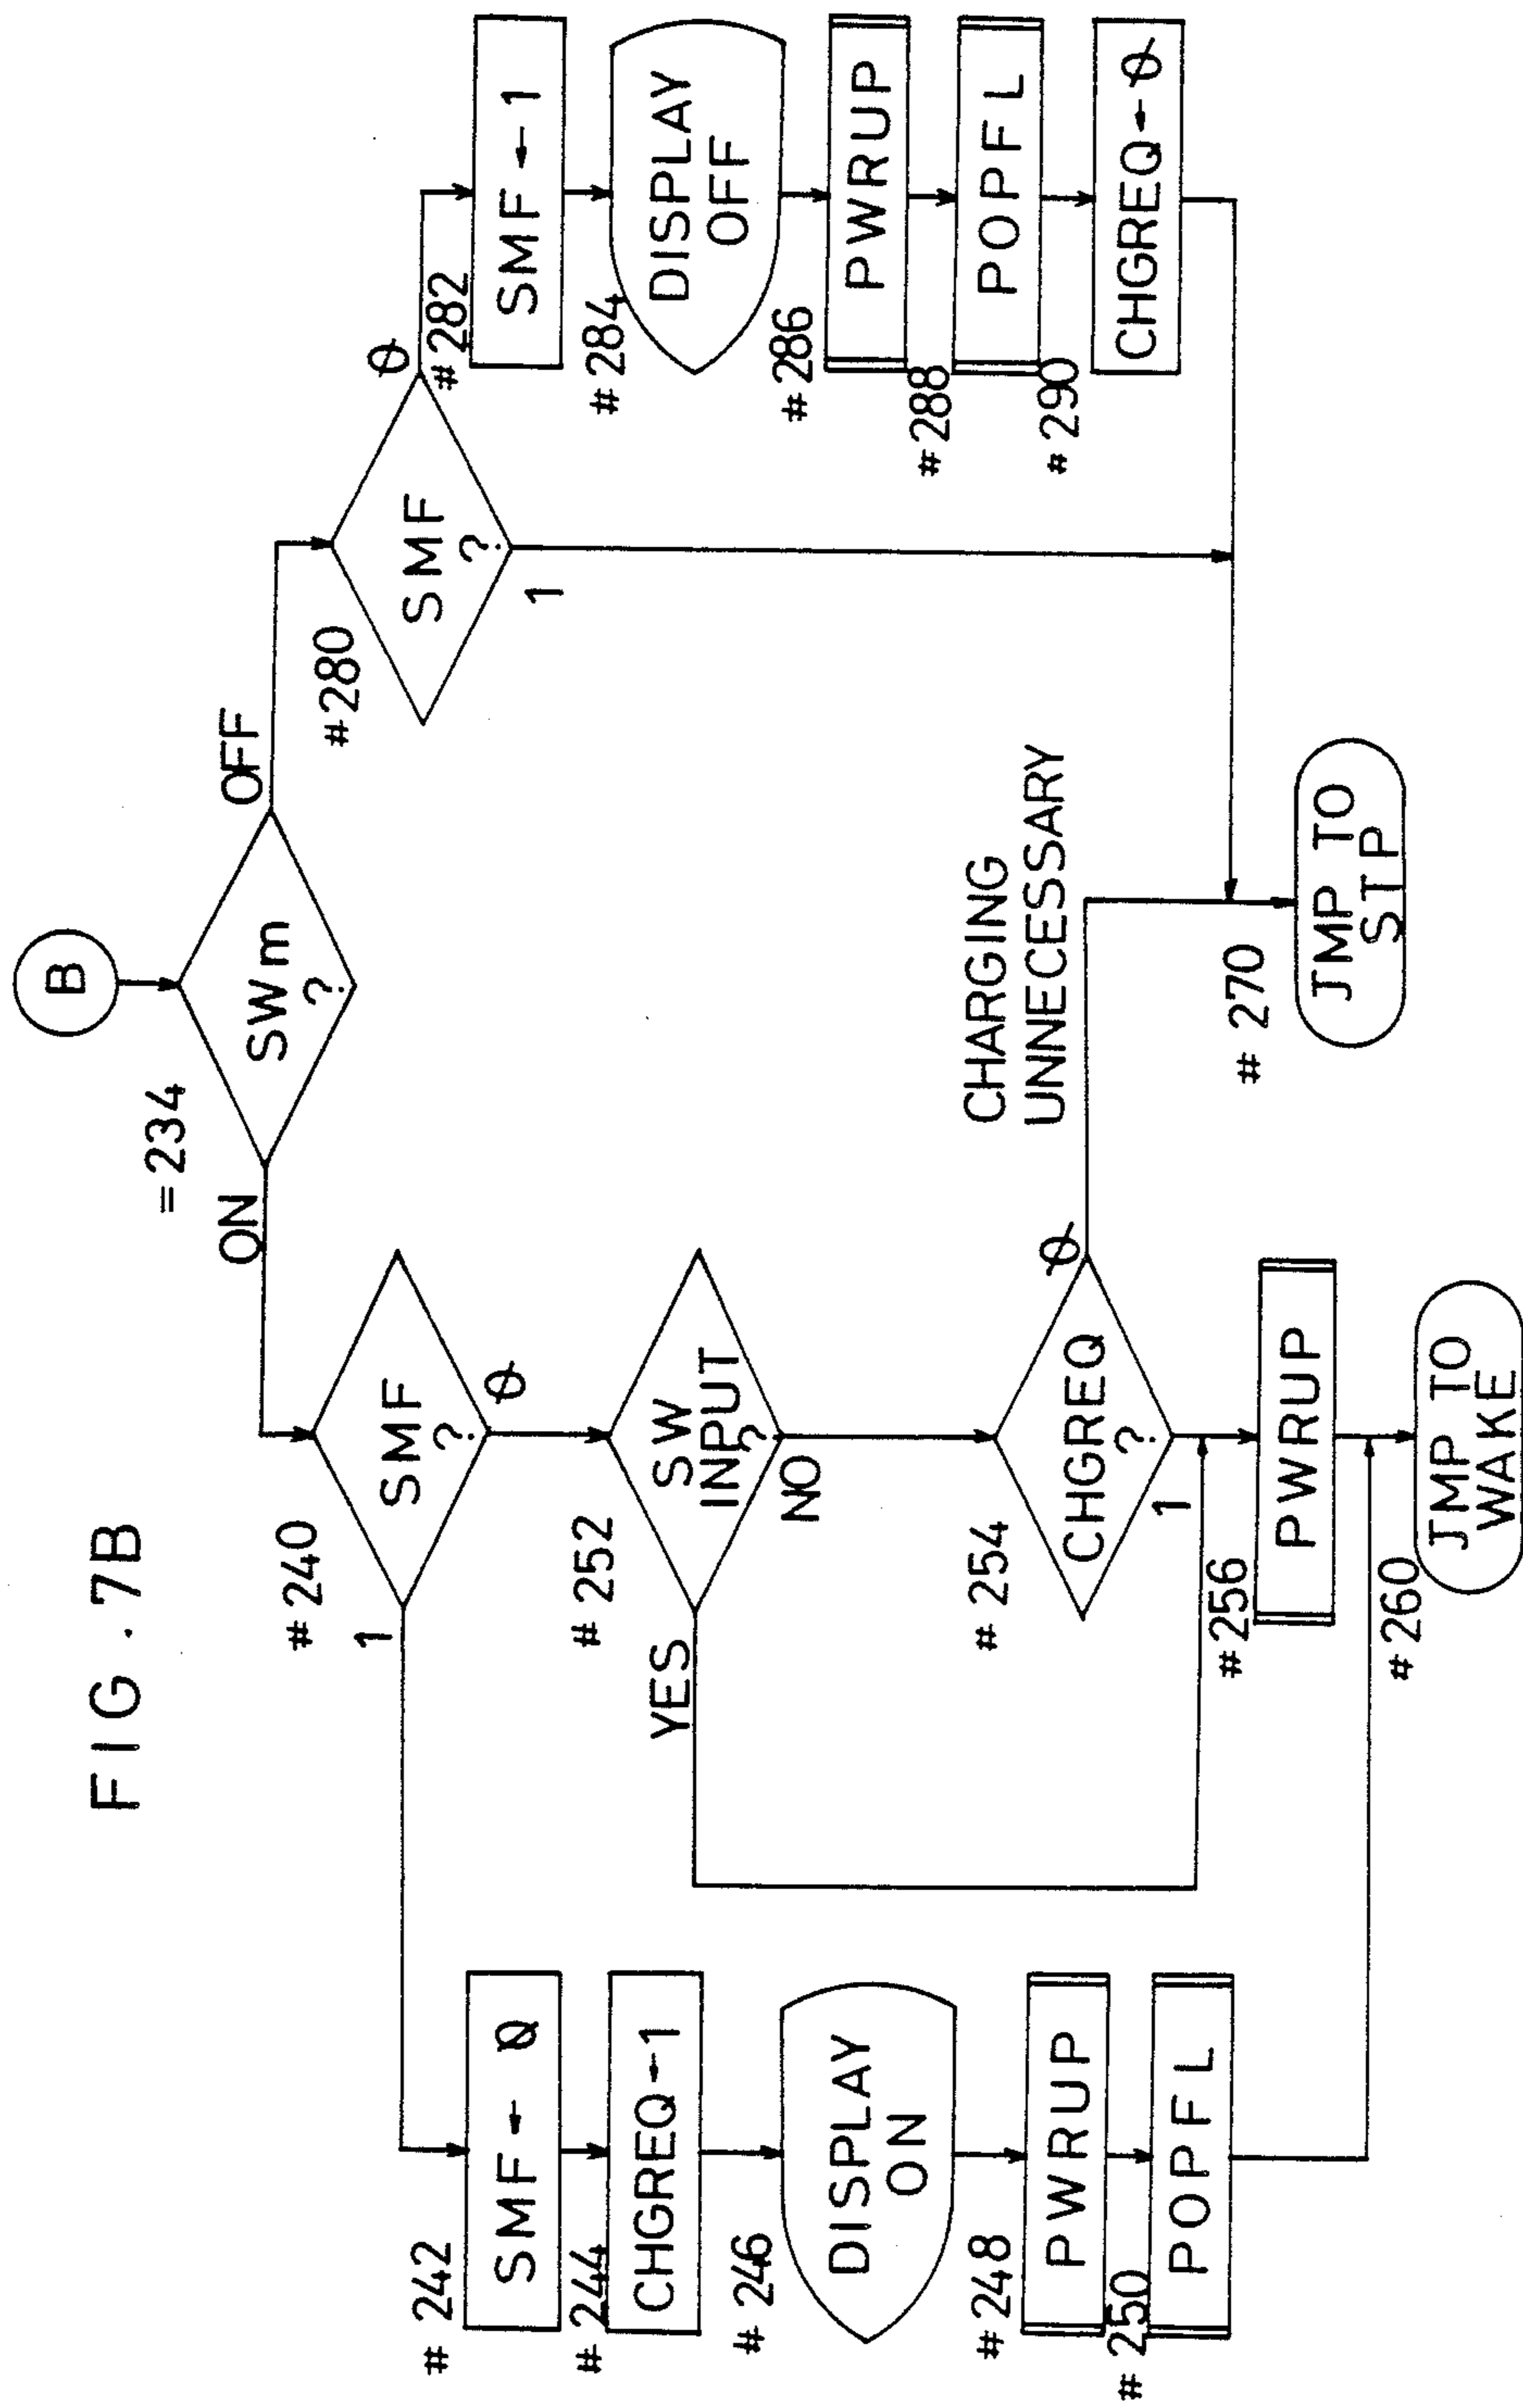 FIG.7B
B
=234
SWm
?
ON
OFF
#240
SMF
?
1
Ø
#242
SMF←Ø
#244
CHGREQ←1
#246
DISPLAY
ON
#248
PWRUP
#250
POPFL
#252
SW
INPUT
?
YES
NO
#254
CHGREQ
?
Ø
1
CHARGING
UNNECESSARY
#256
PWRUP
#260
JMP TO
WAKE
#270
JMP TO
STP
#280
SMF
?
Ø
1
#282
SMF←1
#284
DISPLAY
OFF
#286
PWRUP
#288
POPFL
#290
CHGREQ←Ø